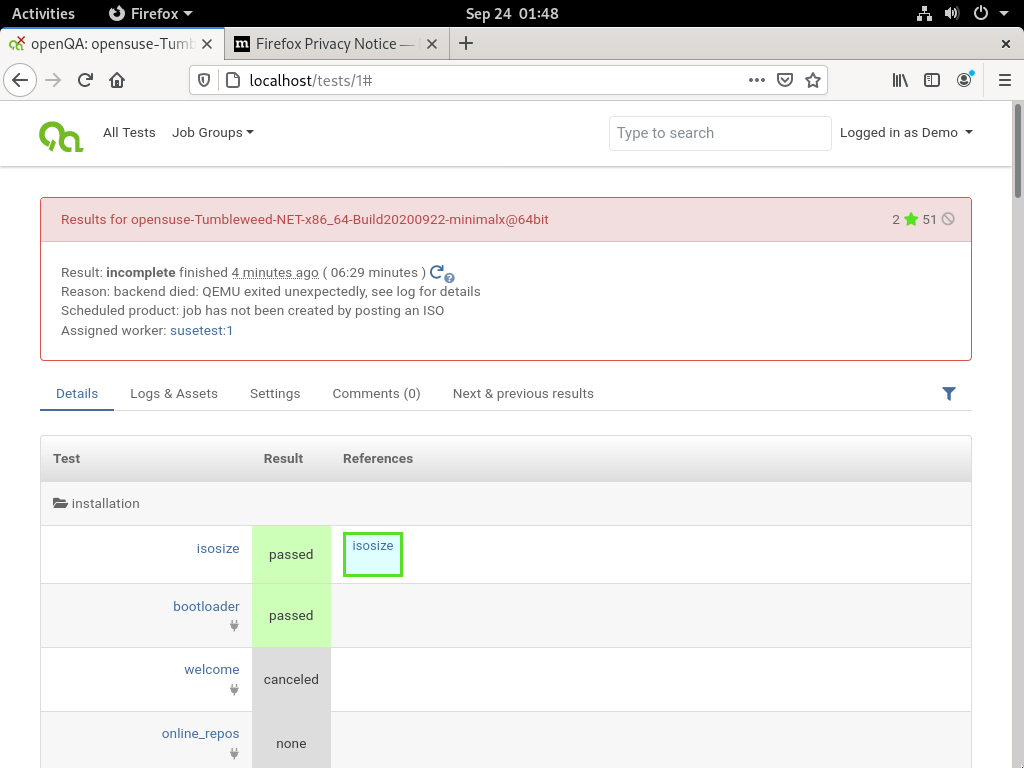 Activities Firefox Sep 24 01:48
openQA: opensuse-Tumb Firefox Privacy Notice —
localhost/tests/1#
All Tests Job Groups Type to search Logged in as Demo
Results for opensuse-Tumbleweed-NET-x86_64-Build20200922-minimalx@64bit 2 51
Result: incomplete finished 4 minutes ago ( 06:29 minutes )
Reason: backend died: QEMU exited unexpectedly, see log for details
Scheduled product: job has not been created by posting an ISO
Assigned worker: susetest:1
Details Logs & Assets Settings Comments (0) Next & previous results
Test Result References
installation
isosize passed isosize
bootloader passed
welcome canceled
online_repos none